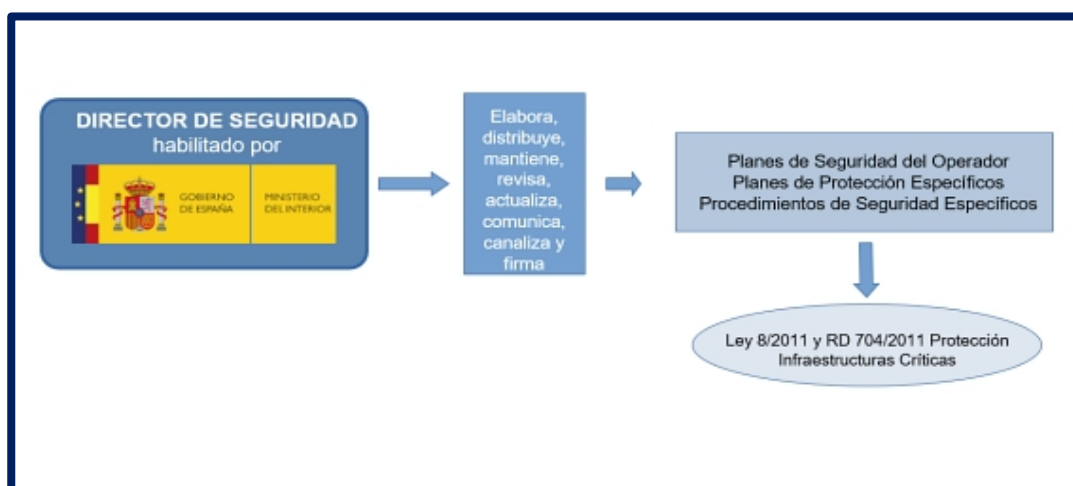 DIRECTOR DE SEGURIDAD
habilitado por
GOBIERNO
DE ESPAÑA
MINISTERIO
DEL INTERIOR
Elabora,
distribuye,
mantiene,
revisa,
actualiza,
comunica,
canaliza y
firma
Planes de Seguridad del Operador
Planes de Protección Específicos
Procedimientos de Seguridad Específicos
Ley 8/2011 y RD 704/2011 Protección
Infraestructuras Críticas